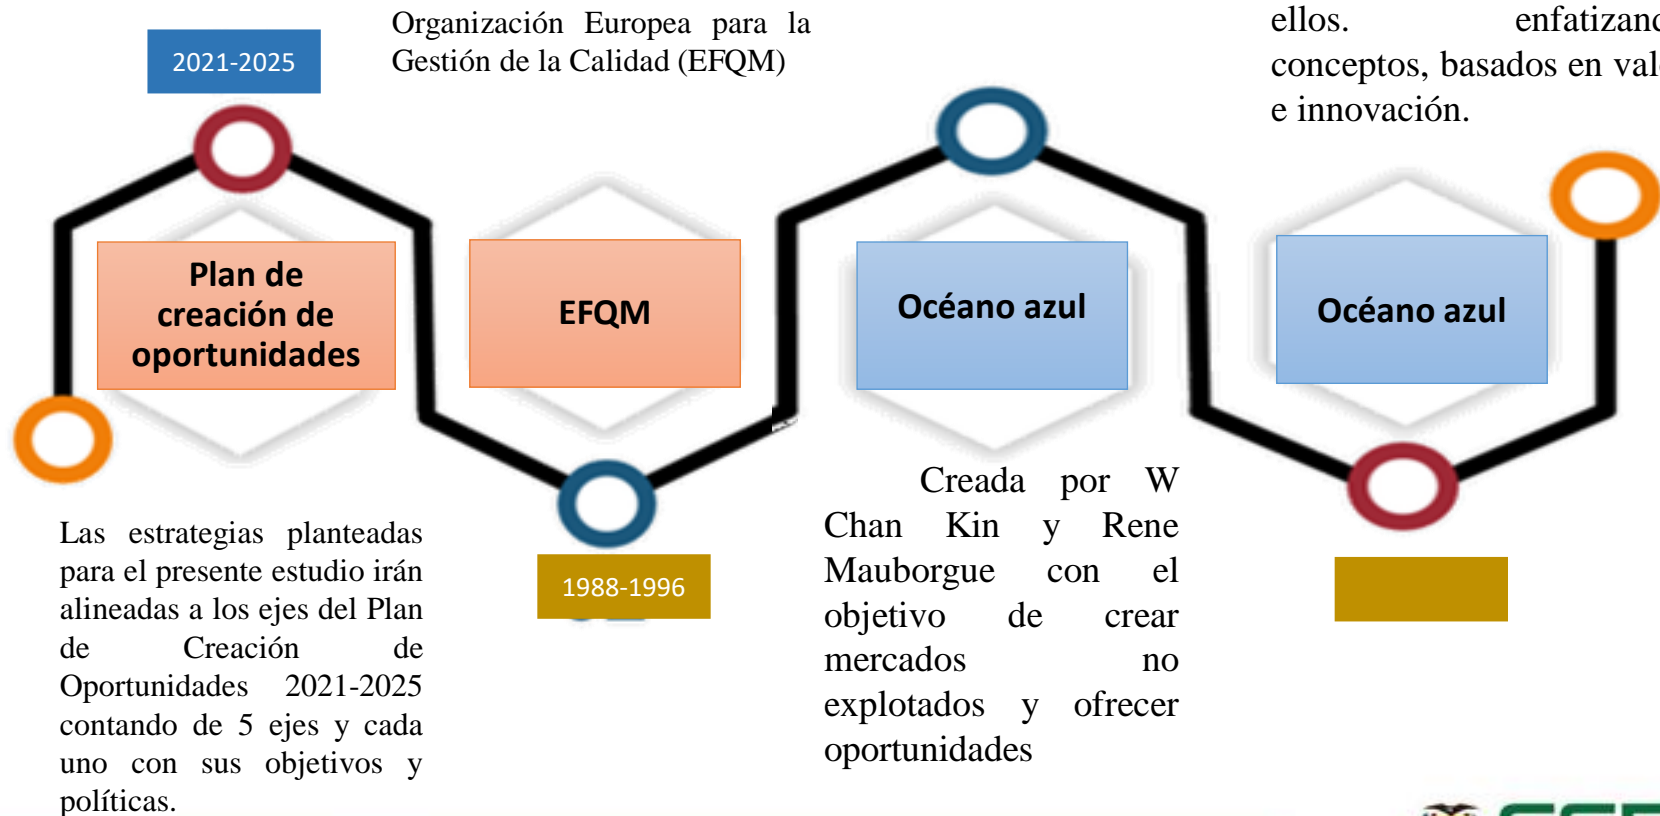 Organización Europea para la
Gestión de la Calidad (EFQM)
ellos.
conceptos, basados en
e innovación.
2021-2025
Plan de
creación de
oportunidades
EFQM
Océano azul
Océano azul
Las estrategias planteadas
para el presente estudio irán
alineadas a los ejes del Plan
de Creación de
Oportunidades 2021-2025
contando de 5 ejes y cada
uno con sus objetivos y
políticas.
1988-1996
Creada por W
Chan Kin y Rene
Mauborgue con el
objetivo de crear
mercados no
explotados y ofrecer
oportunidades